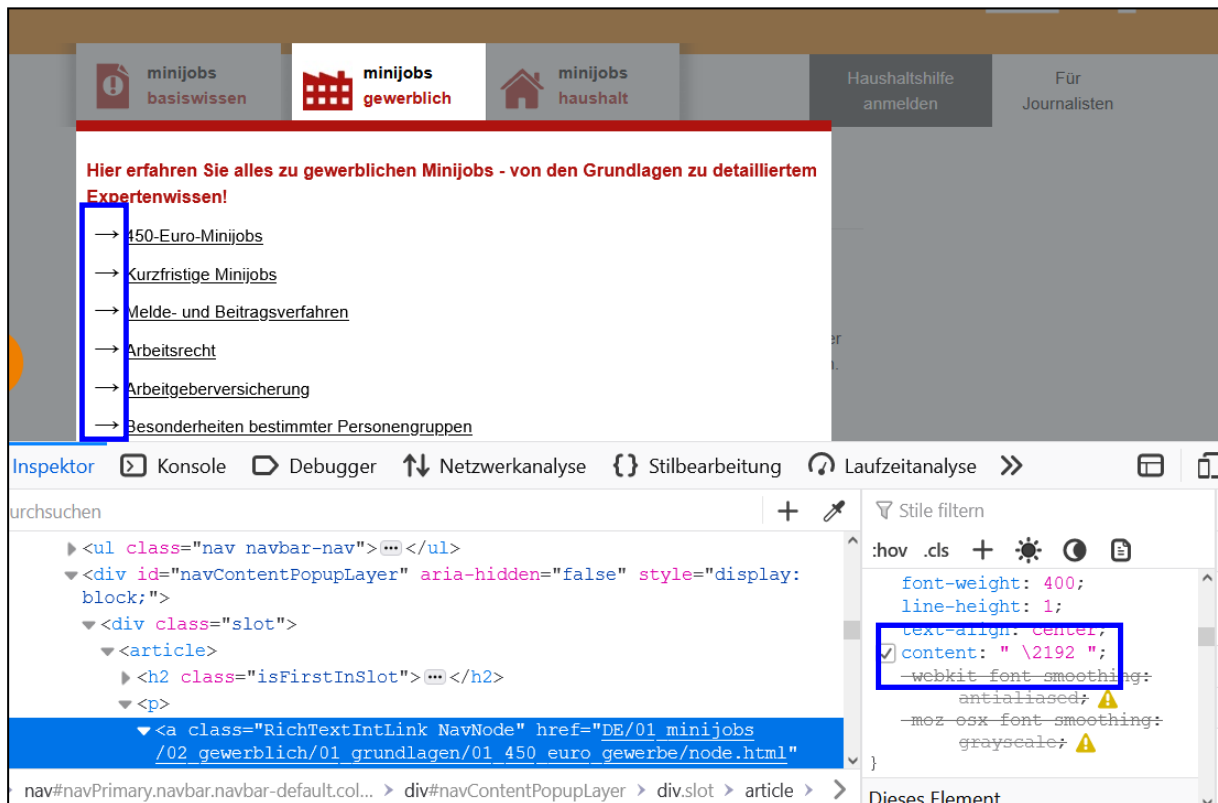 minijobs
basiswissen
minijobs
gewerblich
minijobs
haushalt
Haushaltshilfe
anmelden
Für
Journalisten
Hier erfahren Sie alles zu gewerblichen Minijobs - von den Grundlagen zu detailliertem
Expertenwissen!
→ 450-Euro-Minijobs
→ Kurzfristige Minijobs
→ Melde- und Beitragsverfahren
→ Arbeitsrecht
→ Arbeitgeberversicherung
→ Besonderheiten bestimmter Personengruppen
er
n.
Inspektor Konsole Debugger Netzwerkanalyse {} Stilbearbeitung Laufzeitanalyse
urchsuchen
<ul class="nav navbar-nav"></ul>
<div id="navContentPopupLayer" aria-hidden="false" style="display:
block;">
<div class="slot">
<article>
<h2 class="isFirstInSlot"></h2>
<p>
<a class="RichTextIntLink NavNode" href="DE/01_minijobs
/02_gewerblich/01_grundlagen/01_450_euro_gewerbe/node.html"
nav#navPrimary.navbar.navbar-default.col... > div#navContentPopupLayer > div.slot > article >
Stile filtern
:hov .cls +
font-weight: 400;
line-height: 1;
text-align: center;
content: " \2192 ";
-webkit-font-smoothing:
antialiased;
-moz-osx-font-smoothing:
grayscale;
}
Dieses Element